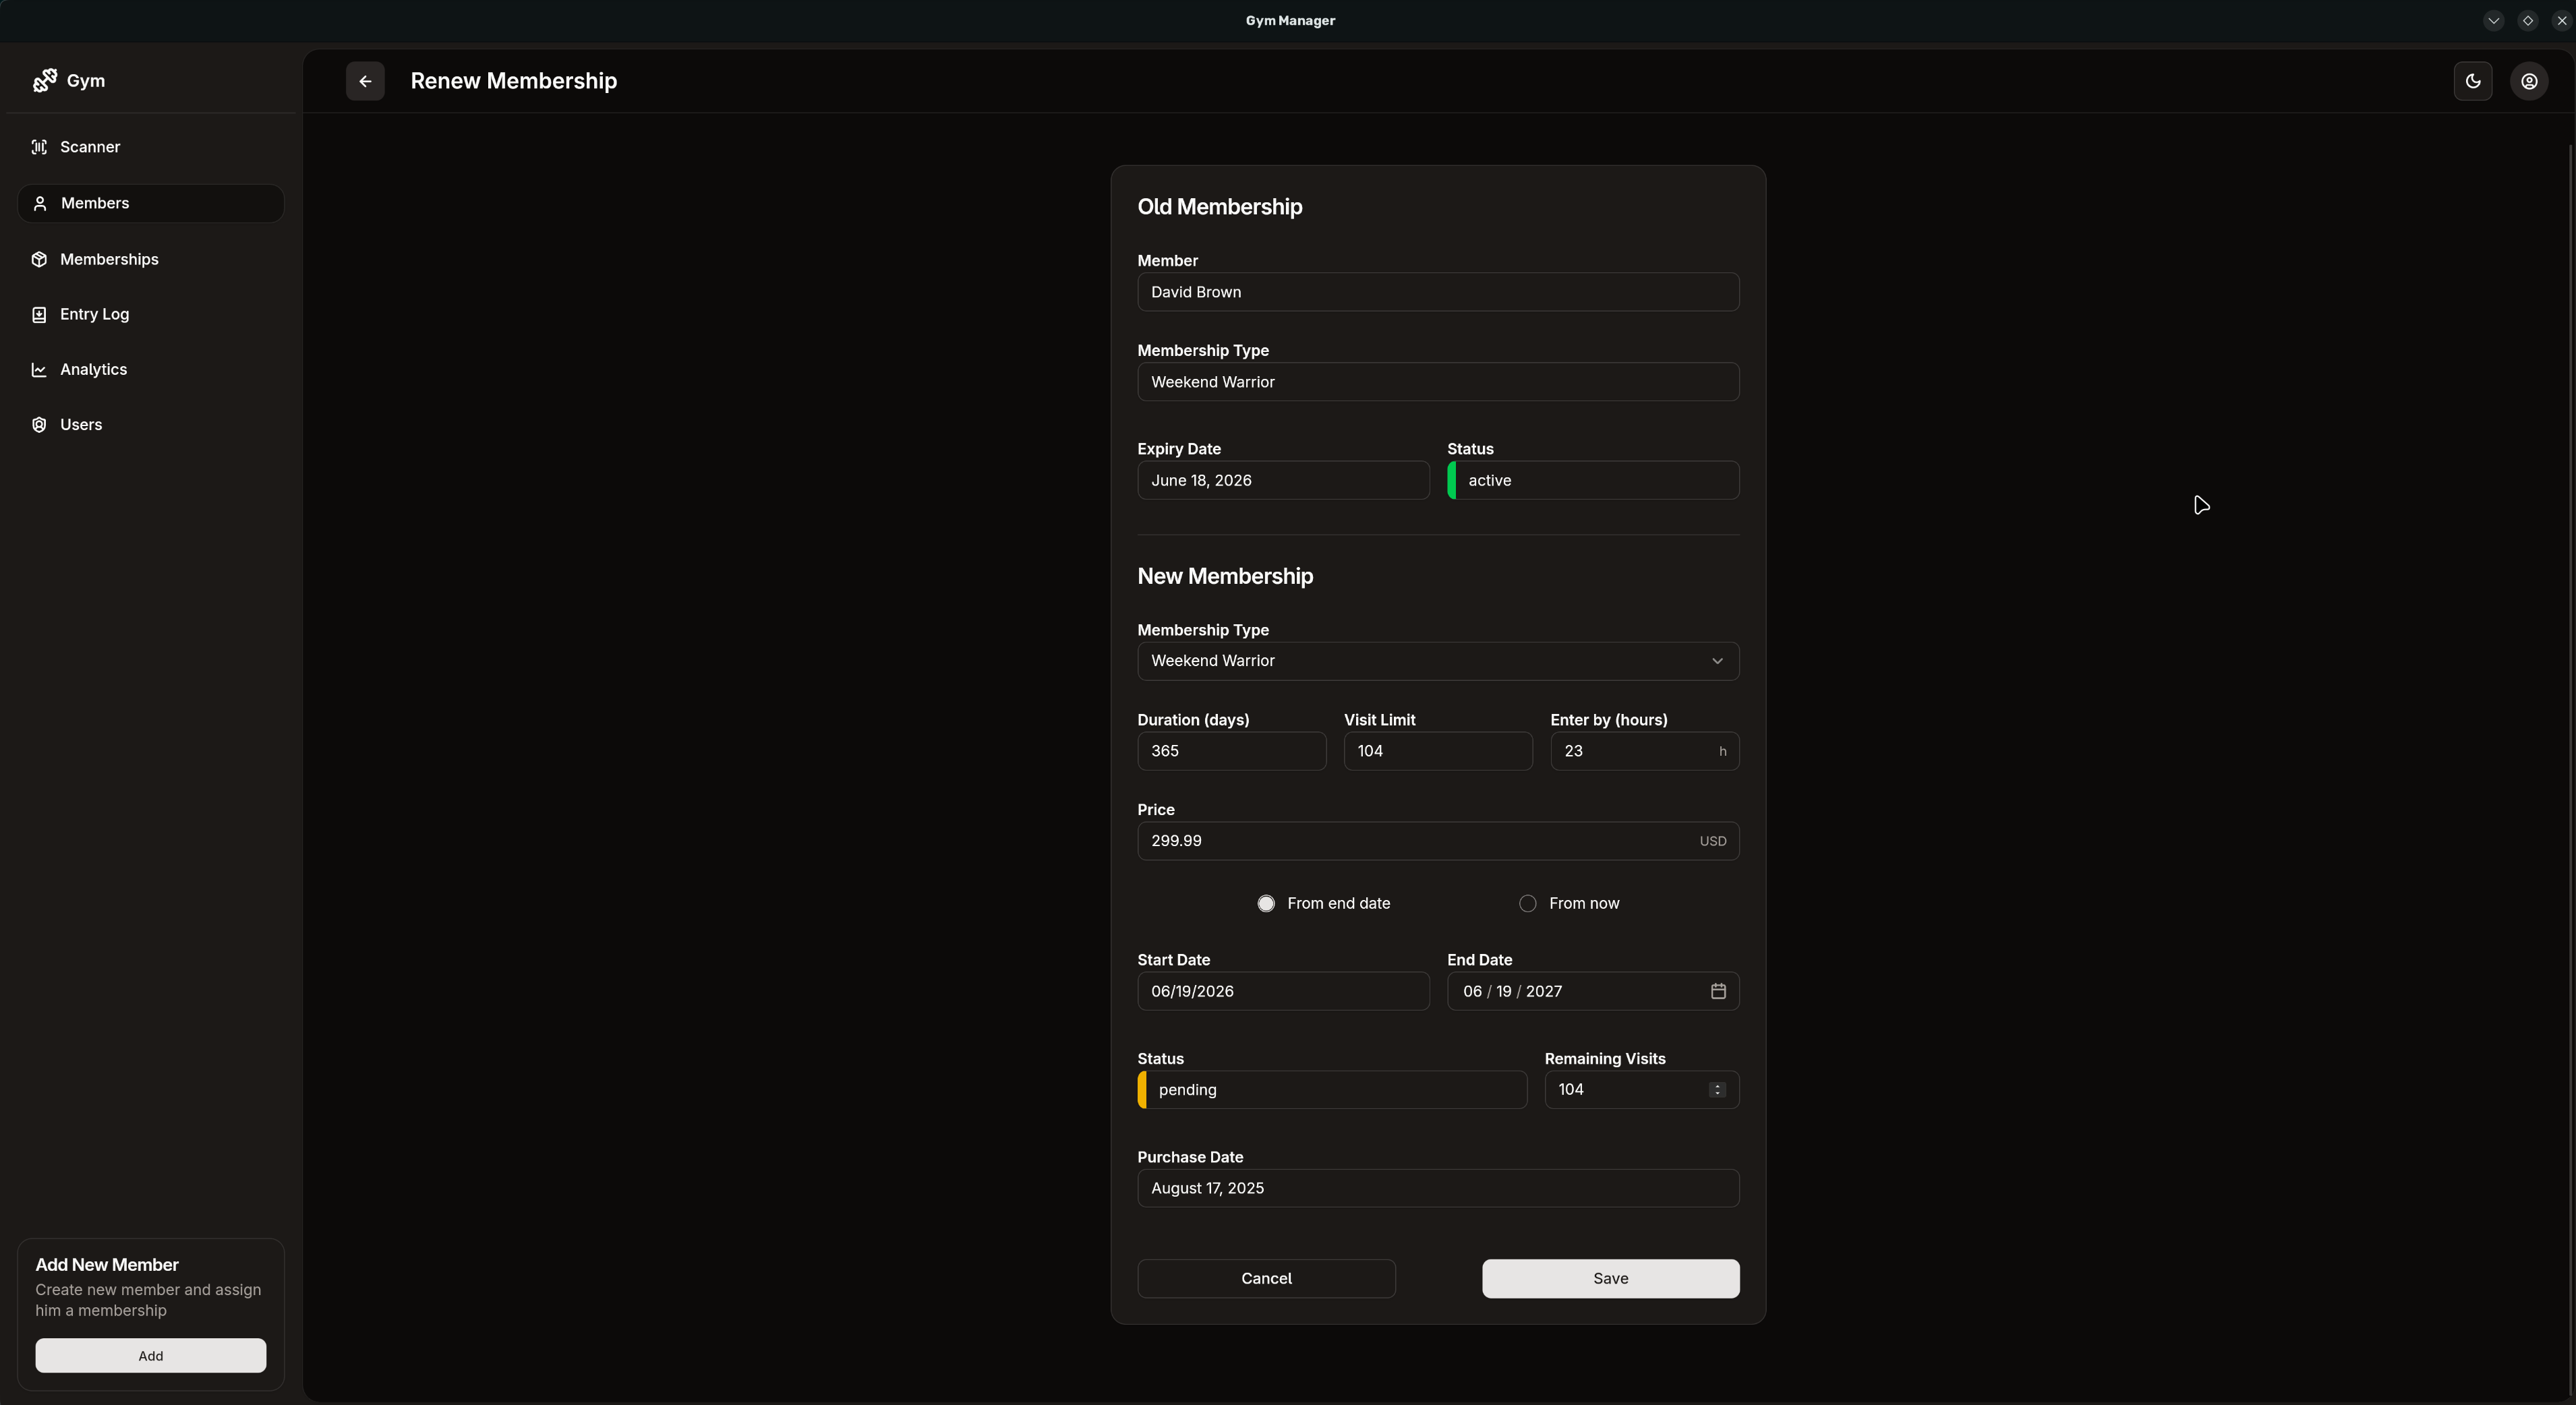 Gym Manager
Gym
Renew Membership
Scanner
Members
Memberships
Entry Log
Analytics
Users
Old Membership
Member
David Brown
Membership Type
Weekend Warrior
Expiry Date
Status
June 18, 2026
active
New Membership
Membership Type
Weekend Warrior
Duration (days)
Visit Limit
Enter by (hours)
365
104
23
h
Price
299.99
USD
From end date
From now
Start Date
End Date
06/19/2026
06 / 19 / 2027
Status
Remaining Visits
pending
104
Purchase Date
August 17, 2025
Cancel
Save
Add New Member
Create new member and assign
him a membership
Add